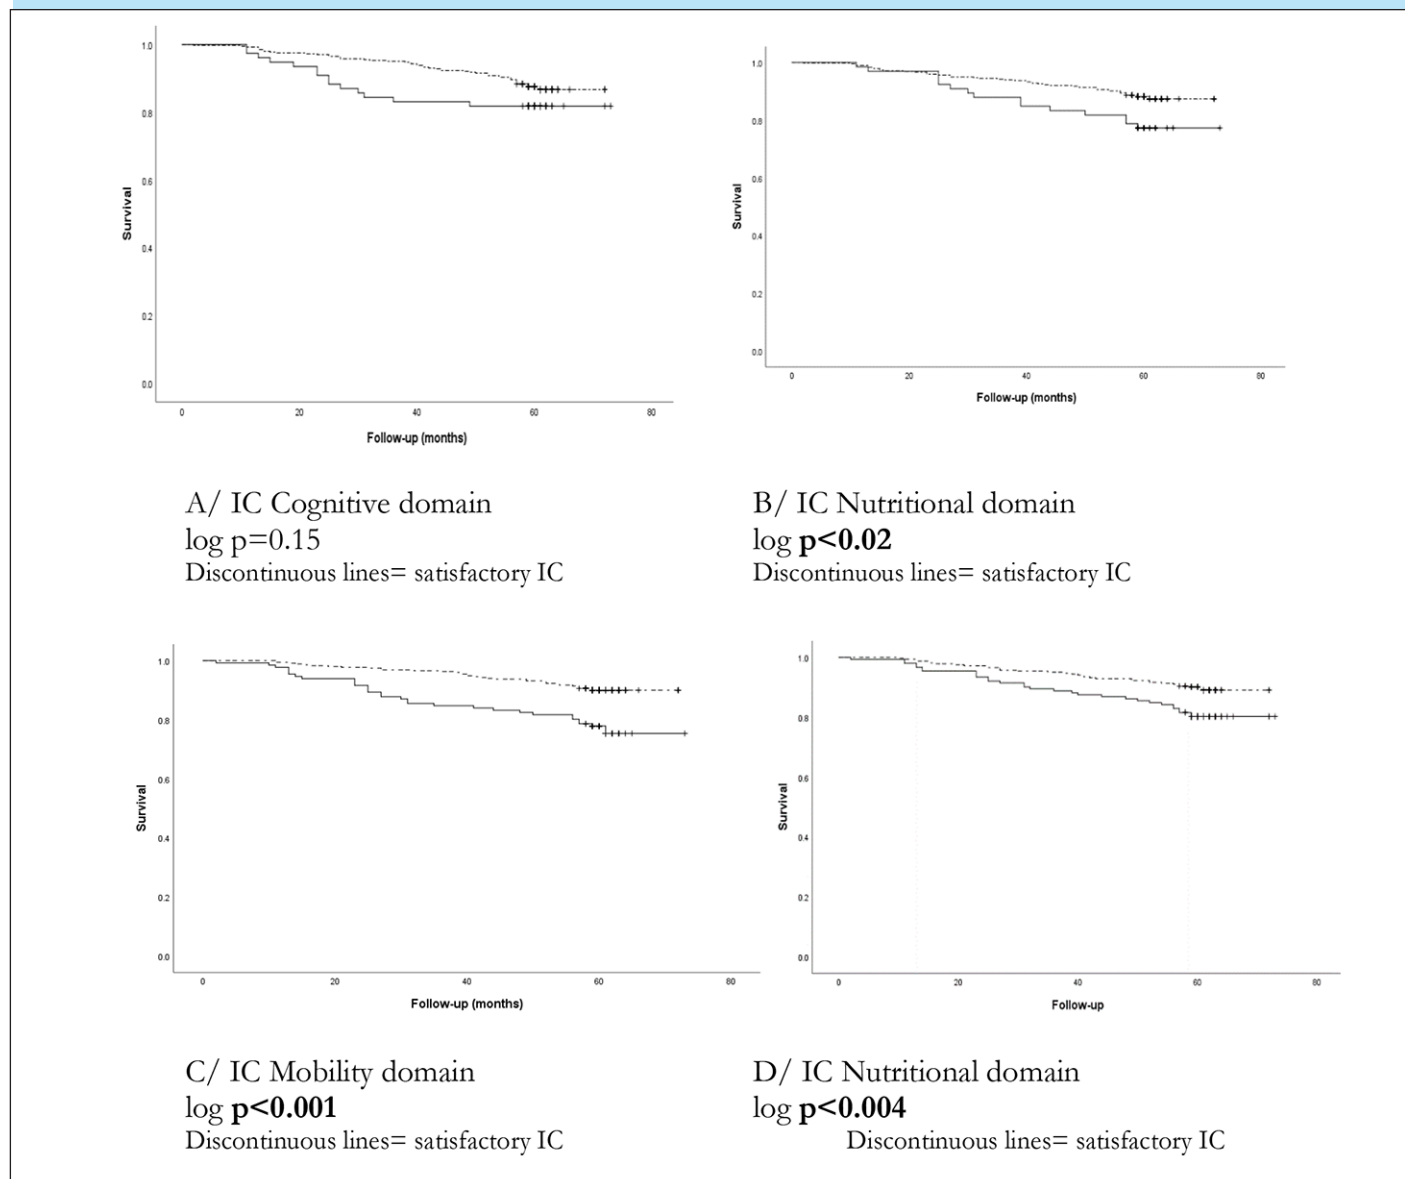 1.0
0.8
0.6
0.4
0.2
0.0
Survival
0 20 40 60 80
Follow-up (months)
1.0
0.8
0.6
0.4
0.2
0.0
Survival
0 20 40 60 80
Follow-up (months)
A/ IC Cognitive domain
log p=0.15
Discontinuous lines= satisfactory IC
B/ IC Nutritional domain
log p<0.02
Discontinuous lines= satisfactory IC
1.0
0.8
0.6
0.4
0.2
0.0
Survival
0 20 40 60 80
Follow-up (months)
1.0
0.8
0.6
0.4
0.2
0.0
Survival
0 20 40 60 80
Follow-up
C/ IC Mobility domain
log p<0.001
Discontinuous lines= satisfactory IC
D/ IC Nutritional domain
log p<0.004
Discontinuous lines= satisfactory IC